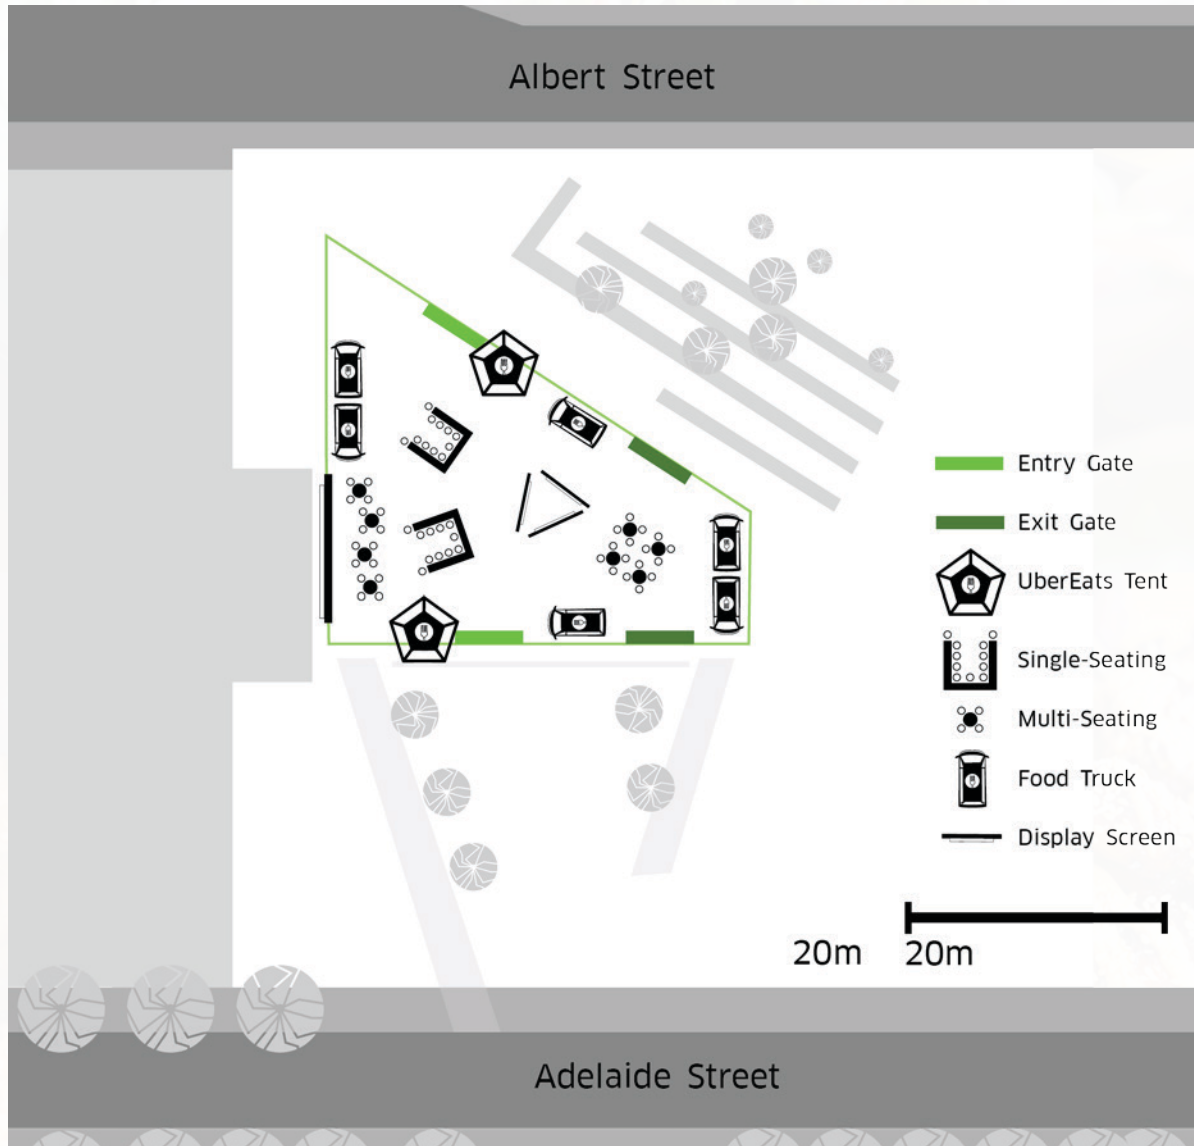 Albert Street
Entry Gate
Exit Gate
UberEats Tent
Single-Seating
Multi-Seating
Food Truck
Display Screen
20m 20m
Adelaide Street